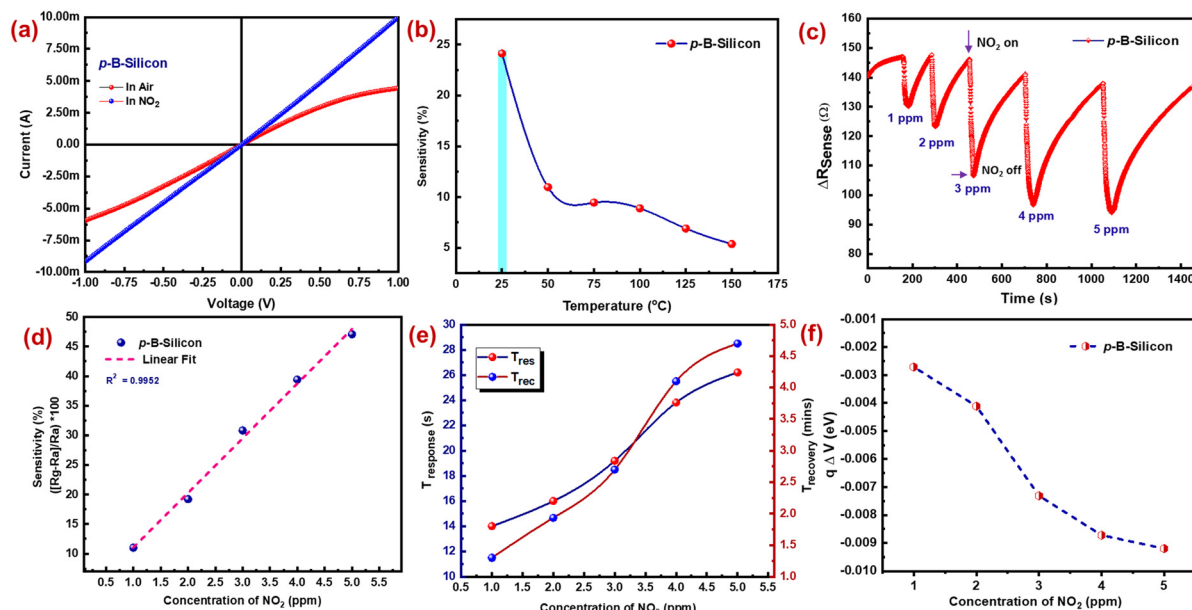 (a)
10.00m
7.50m
5.00m
2.50m
0.00
-2.50m
-5.00m
-7.50m
-10.00m
Current (A)
p-B-Silicon
In Air
In NO2
-1.00 -0.75 -0.50 -0.25 0.00 0.25 0.50 0.75 1.00
Voltage (V)
(b)
25
20
15
10
5
Sensitivity (%)
p-B-Silicon
0 25 50 75 100 125 150 175
Temperature (°C)
(c)
160
150
140
130
120
110
100
90
80
ΔRSense (Ω)
NO2 on
p-B-Silicon
1 ppm
2 ppm
NO2 off
3 ppm
4 ppm
5 ppm
0 200 400 600 800 1000 1200 1400
Time (s)
(d)
50
40
30
20
10
Sensitivity (%)
([Rg-Ra]/Ra) *100
p-B-Silicon
Linear Fit
R2 = 0.9952
0.5 1.0 1.5 2.0 2.5 3.0 3.5 4.0 4.5 5.0 5.5
Concentration of NO2 (ppm)
(e)
30
28
26
24
22
20
18
16
14
12
10
Tresponse (s)
Tres
Trec
5.0
4.5
4.0
3.5
3.0
2.5
2.0
1.5
1.0
Trecovery (mins)
0.5 1.0 1.5 2.0 2.5 3.0 3.5 4.0 4.5 5.0 5.5
Concentration of NO2 (ppm)
(f)
-0.001
-0.003
-0.004
-0.006
-0.007
-0.009
-0.010
q Δ V (eV)
p-B-Silicon
1 2 3 4 5
Concentration of NO2 (ppm)